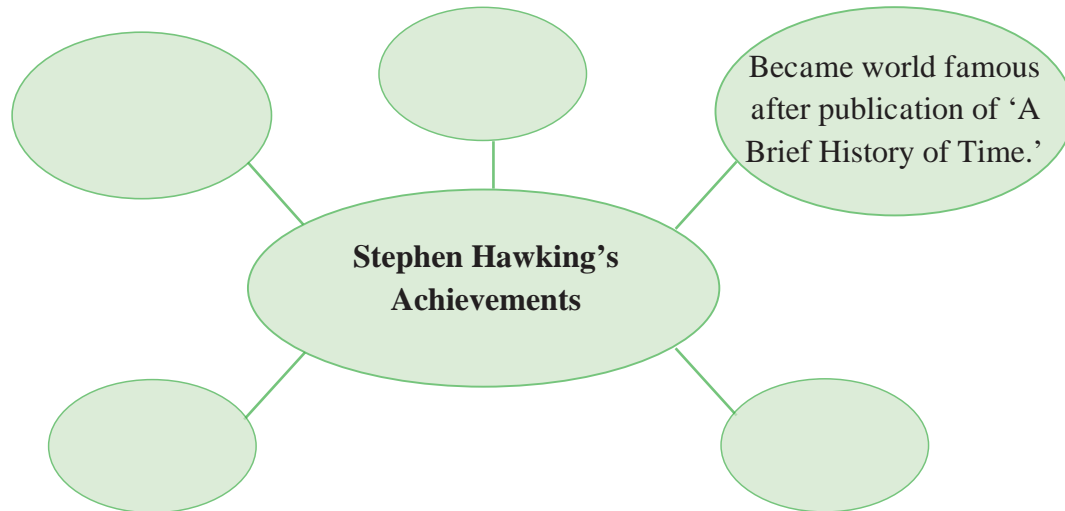 Became world famous
after publication of ‘A
Brief History of Time.’
Stephen Hawking’s
Achievements